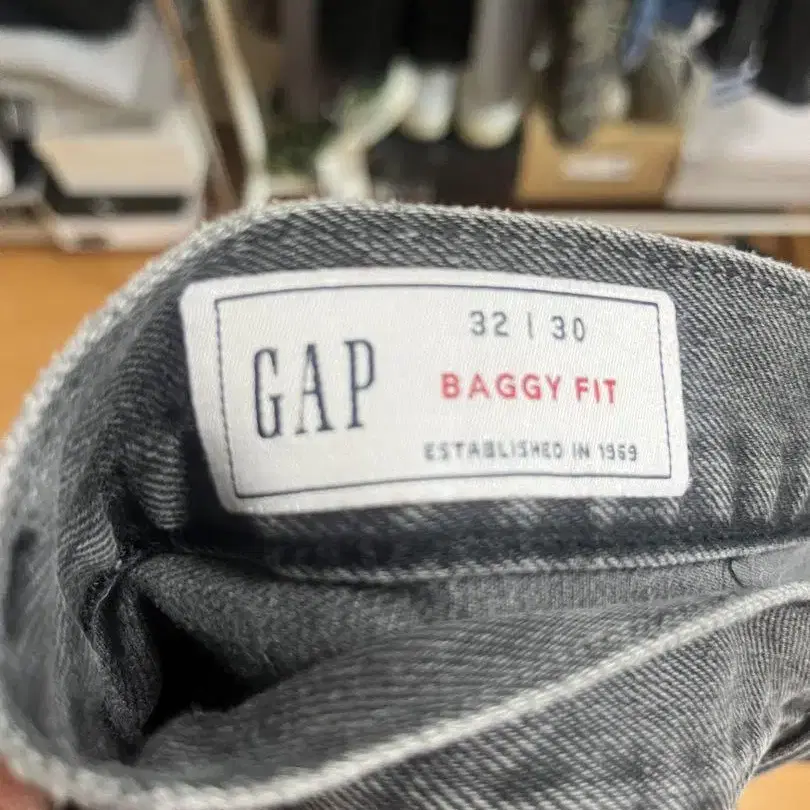 GAP
32 | 30
BAGGY FIT
ESTABLISHED IN 1969